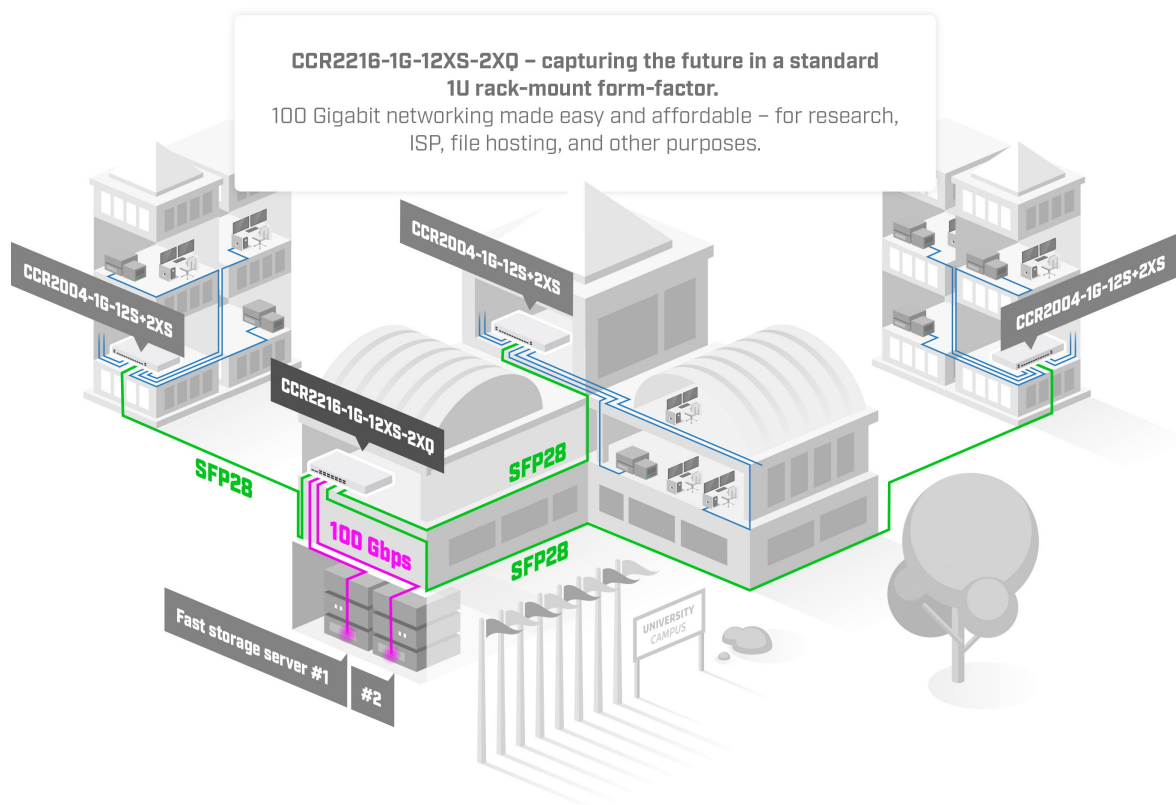 CCR2216-1G-12XS-2XQ – capturing the future in a standard
1U rack-mount form-factor.
100 Gigabit networking made easy and affordable – for research,
ISP, file hosting, and other purposes.
CCR2004-1G-12S+2XS
CCR2004-1G-12S+2XS
CCR2004-1G-12S+2XS
CCR2216-1G-12XS-2XQ
SFP28
SFP28
100 Gbps
SFP28
Fast storage server #1
#2
UNIVERSITY
CAMPUS